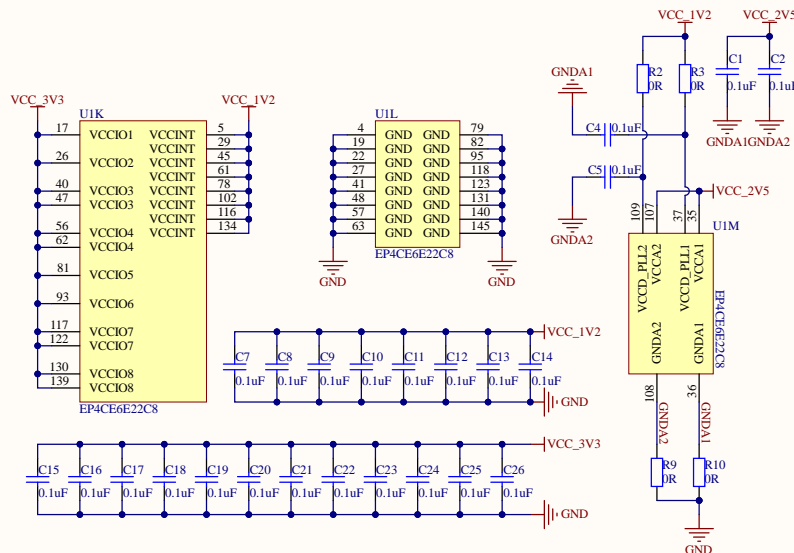 VCC_1V2
VCC_2V5
R2
0R
R3
0R
C1
0.1uF
C2
0.1uF
GNDA1
GNDA1
GNDA2
C4
0.1uF
C5
0.1uF
GNDA2
VCC_3V3
VCC_1V2
U1K
17 VCCIO1 VCCINT 5
VCCINT 29
26 VCCIO2 VCCINT 45
VCCINT 61
40 VCCIO3 VCCINT 78
47 VCCIO3 VCCINT 102
VCCINT 116
56 VCCIO4 VCCINT 134
62 VCCIO4
81 VCCIO5
93 VCCIO6
117 VCCIO7
122 VCCIO7
130 VCCIO8
139 VCCIO8
EP4CE6E22C8
U1L
4 GND GND 79
19 GND GND 82
22 GND GND 95
27 GND GND 118
41 GND GND 123
48 GND GND 131
57 GND GND 140
63 GND GND 145
EP4CE6E22C8
GND
GND
VCC_2V5
U1M
109 107 37 35
VCCD_PLL2
VCCA2
VCCD_PLL1
VCCA1
GNDA2
GNDA1
EP4CE6E22C8
108
36
GNDA2
GNDA1
R9
0R
R10
0R
GND
VCC_1V2
C7 C8 C9 C10 C11 C12 C13 C14
0.1uF 0.1uF 0.1uF 0.1uF 0.1uF 0.1uF 0.1uF 0.1uF
GND
VCC_3V3
C15 C16 C17 C18 C19 C20 C21 C22 C23 C24 C25 C26
0.1uF 0.1uF 0.1uF 0.1uF 0.1uF 0.1uF 0.1uF 0.1uF 0.1uF 0.1uF 0.1uF 0.1uF
GND